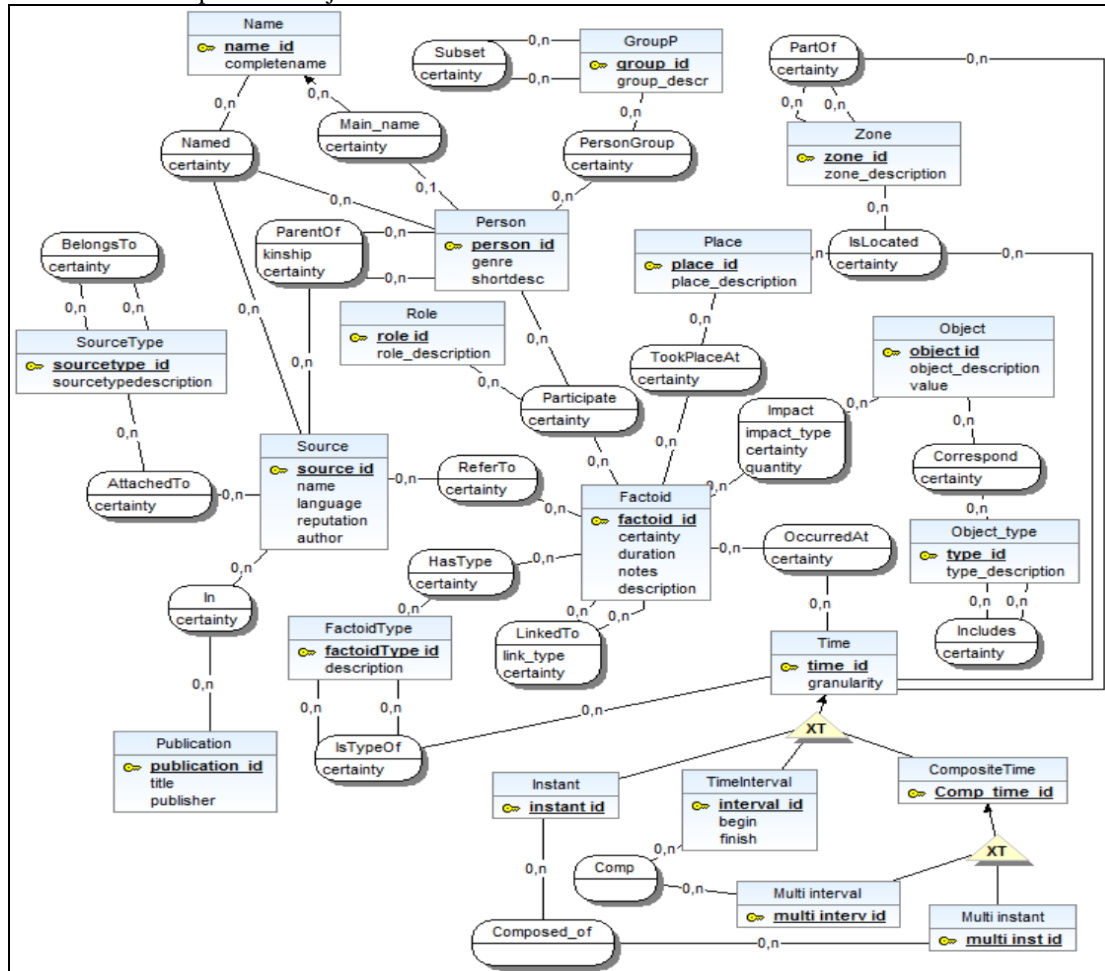 Name
name_id
completename
Subset
certainty
0,n
0,n
GroupP
group_id
group_descr
PartOf
certainty
0,n
0,n
0,n
0,n
0,n
Main_name
certainty
0,n
Named
certainty
PersonGroup
certainty
Zone
zone_id
zone_description
0,1
0,n
0,n
0,n
ParentOf
kinship
certainty
0,n
0,n
Person
person_id
genre
shortdesc
Place
place_id
place_description
0,n
IsLocated
certainty
0,n
BelongsTo
certainty
0,n
0,n
0,n
0,n
Role
role id
role_description
0,n
0,n
SourceType
sourcetype_id
sourcetypedescription
0,n
0,n
TookPlaceAt
certainty
Object
object id
object_description
value
Participate
certainty
Impact
impact_type
certainty
quantity
0,n
0,n
0,n
0,n
0,n
Source
source id
name
language
reputation
author
AttachedTo
certainty
0,n
0,n
ReferTo
certainty
0,n
0,n
Correspond
certainty
Factoid
factoid_id
certainty
duration
notes
description
0,n
OccurredAt
certainty
0,n
Object_type
type_id
type_description
HasType
certainty
0,n
0,n
0,n
In
certainty
0,n
0,n
0,n
0,n
0,n
0,n
LinkedTo
link_type
certainty
Includes
certainty
FactoidType
factoidType id
description
Time
time_id
granularity
0,n
0,n
0,n
0,n
IsTypeOf
certainty
XT
Publication
publication_id
title
publisher
Instant
instant id
TimeInterval
interval_id
begin
finish
CompositeTime
Comp_time_id
0,n
0,n
Comp
0,n
XT
Multi interval
multi interv id
Multi instant
multi inst id
Composed_of
0,n